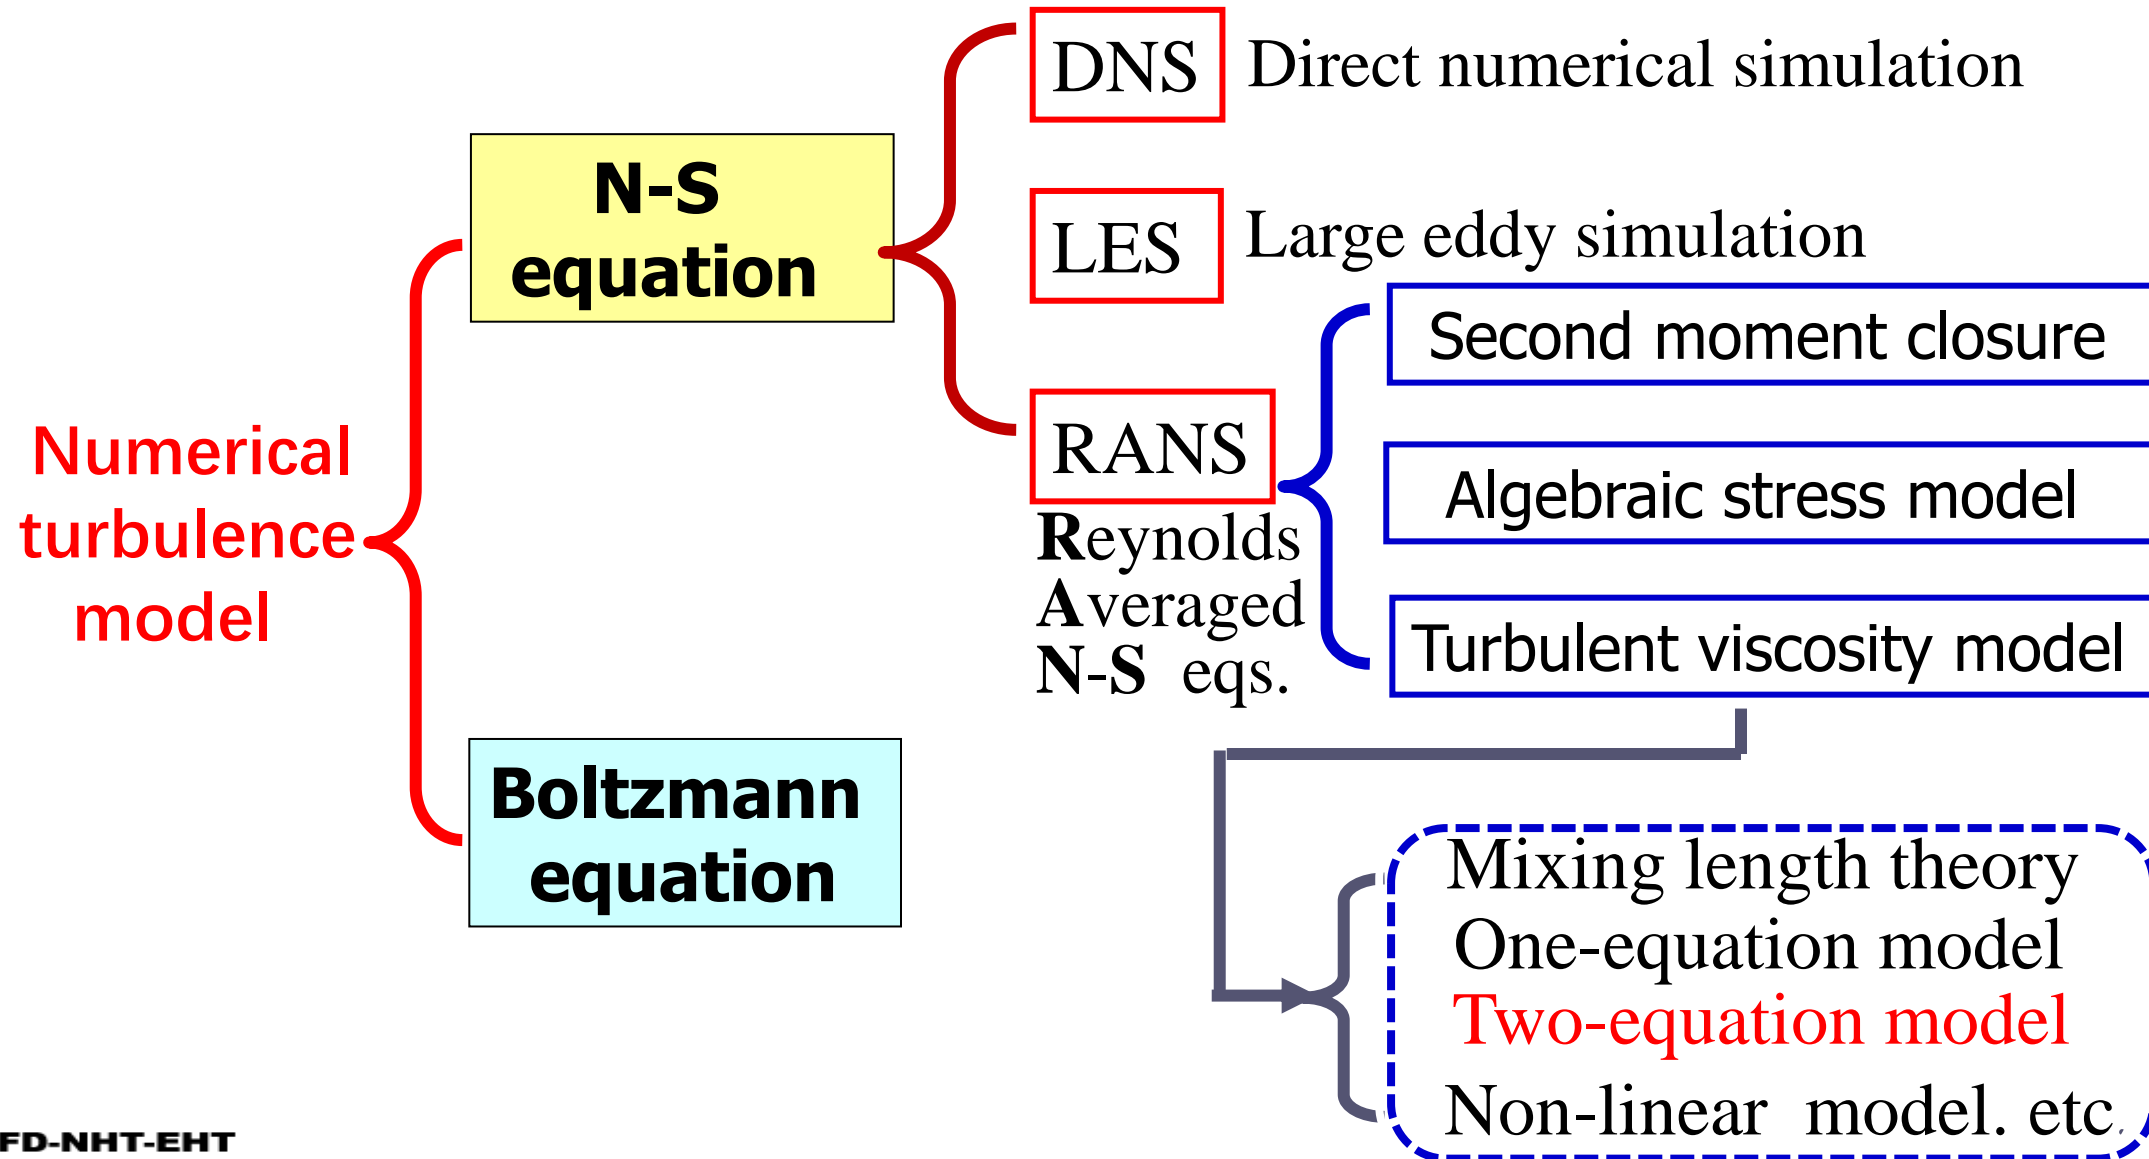 DNS Direct numerical simulation
N-S
equation
LES Large eddy simulation
Second moment closure
Numerical
turbulence
model
RANS
Algebraic stress model
Reynolds
Averaged
N-S eqs.
Turbulent viscosity model
Boltzmann
equation
Mixing length theory
One-equation model
Two-equation model
Non-linear model. etc.
FD-NHT-EHT